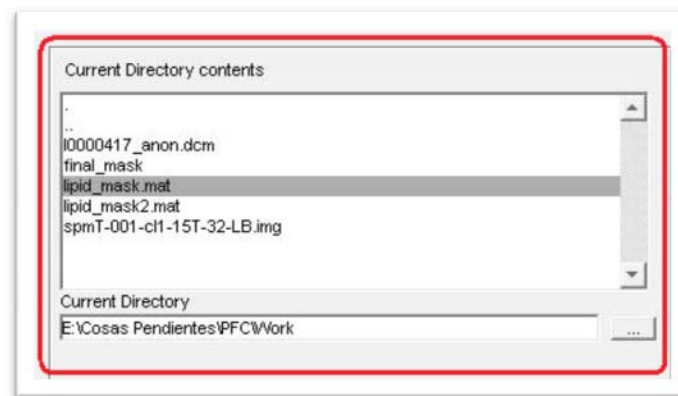 Current Directory contents
.
..
I0000417_anon.dcm
final_mask
lipid_mask.mat
lipid_mask2.mat
spmT-001-cl1-15T-32-LB.img
Current Directory
E:\Cosas Pendientes\PFC\Work
...